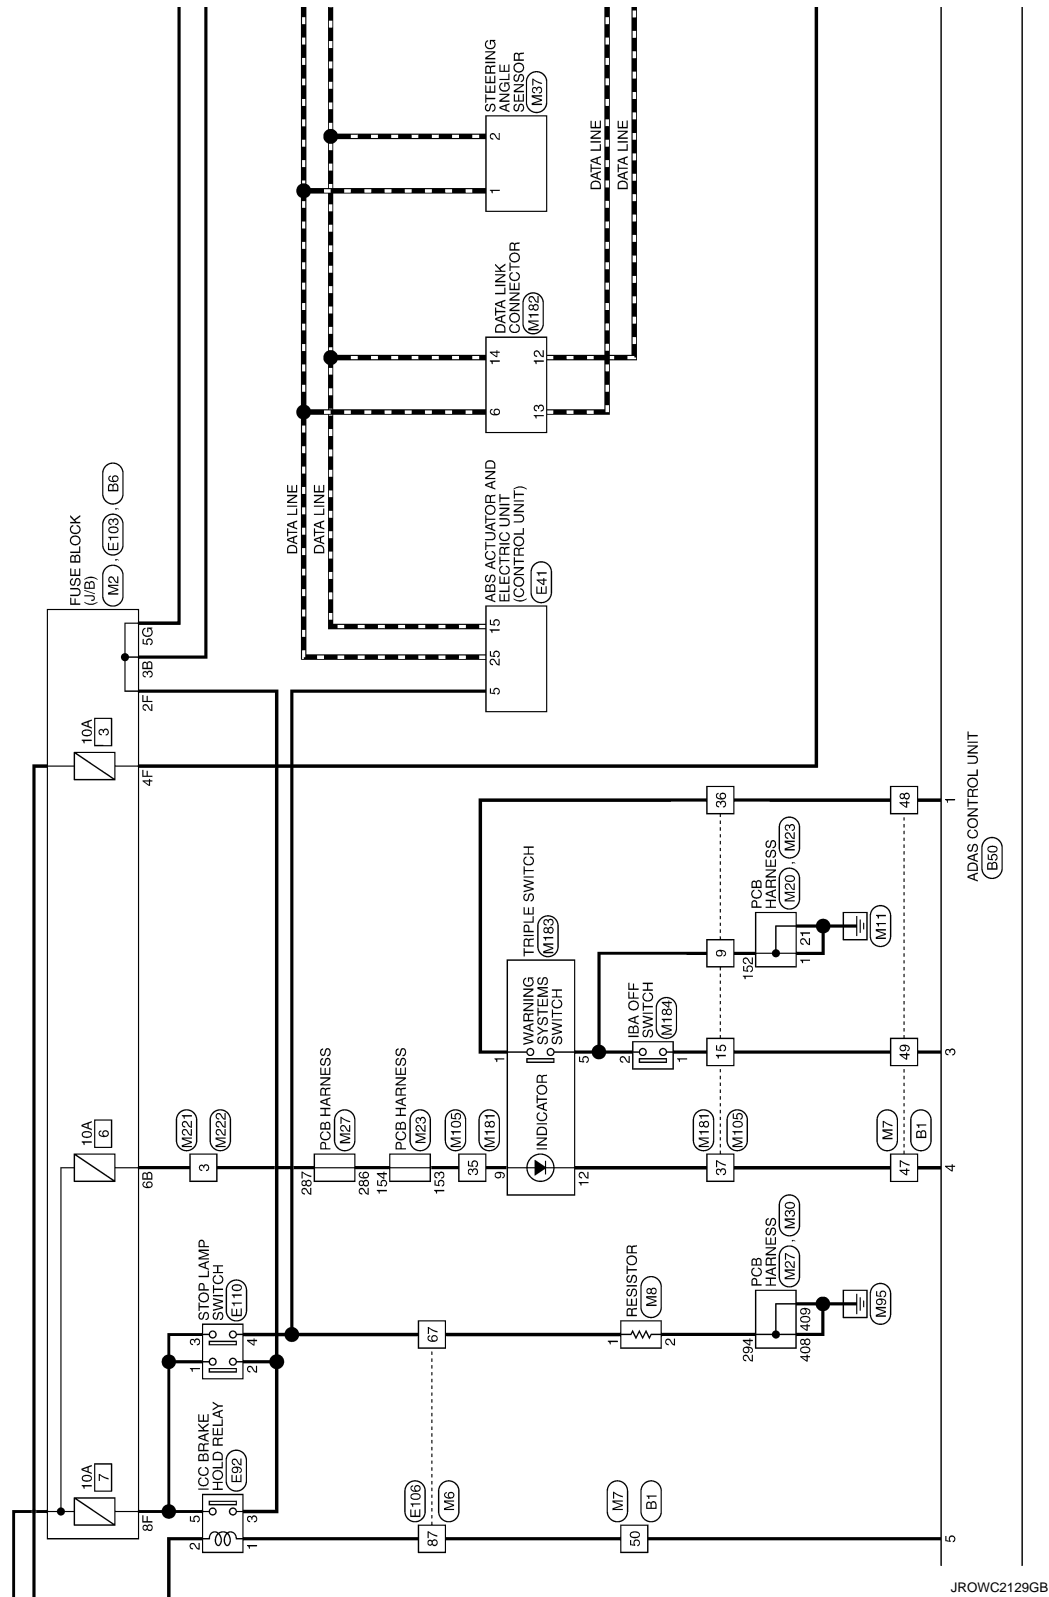 FUSE BLOCK
(J/B)
M2 , E103 , B6
10A
7
10A
6
10A
3
8F
6B
4F
2F
3B
5G
ICC BRAKE
HOLD RELAY
E92
5
2
3
1
STOP LAMP
SWITCH
E110
3
1
4
2
M221
M222
3
PCB HARNESS
M27
287
286
PCB HARNESS
M23
154
153
M105
M181
35
DATA LINE
DATA LINE
ABS ACTUATOR AND
ELECTRIC UNIT
(CONTROL UNIT)
E41
5
25
15
DATA LINK
CONNECTOR
M182
6
14
13
12
STEERING
ANGLE
SENSOR
M37
1
2
DATA LINE
DATA LINE
TRIPLE SWITCH
M183
INDICATOR
WARNING
SYSTEMS
SWITCH
9
1
12
5
IBA OFF
SWITCH
M184
2
1
E106
M6
87
67
M7
B1
50
RESISTOR
M8
1
2
M181
M105
37
15
9
36
PCB
HARNESS
M27 , M30
294
408
409
M95
PCB
HARNESS
M20 , M23
152
1
21
M11
M7
B1
47
49
48
5
4
3
1
ADAS CONTROL UNIT
B50
JROWC2129GB